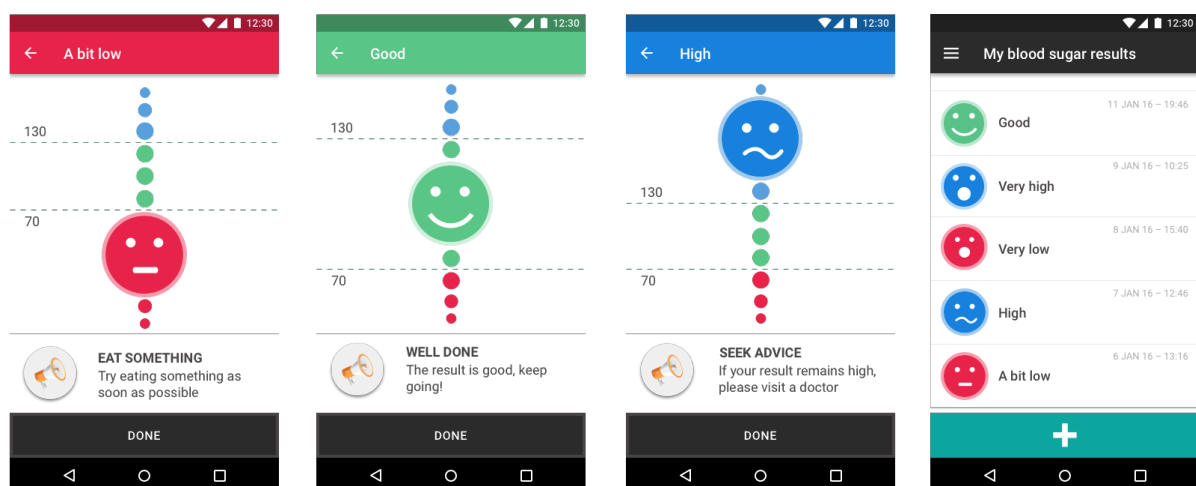 12:30
A bit low
130
70
EAT SOMETHING
Try eating something as
soon as possible
DONE
12:30
Good
130
70
WELL DONE
The result is good, keep
going!
DONE
12:30
High
130
70
SEEK ADVICE
If your result remains high,
please visit a doctor
DONE
12:30
My blood sugar results
11 JAN 16 – 19:46
Good
9 JAN 16 – 10:25
Very high
8 JAN 16 – 15:40
Very low
7 JAN 16 – 12:46
High
6 JAN 16 – 13:16
A bit low